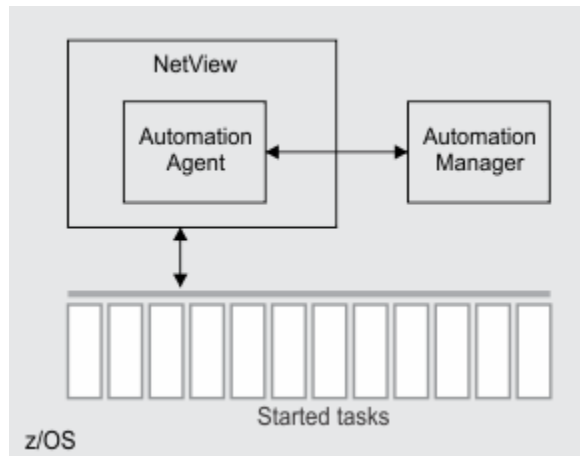 NetView
Automation
Agent
Automation
Manager
Started tasks
z/OS